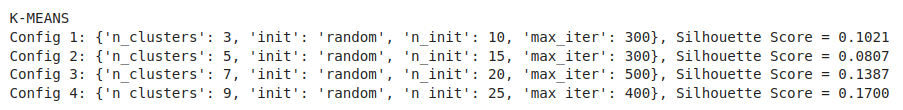 K-MEANS
Config 1: {'n_clusters': 3, 'init': 'random', 'n_init': 10, 'max_iter': 300}, Silhouette Score = 0.1021
Config 2: {'n_clusters': 5, 'init': 'random', 'n_init': 15, 'max_iter': 300}, Silhouette Score = 0.0807
Config 3: {'n_clusters': 7, 'init': 'random', 'n_init': 20, 'max_iter': 500}, Silhouette Score = 0.1387
Config 4: {'n_clusters': 9, 'init': 'random', 'n_init': 25, 'max_iter': 400}, Silhouette Score = 0.1700